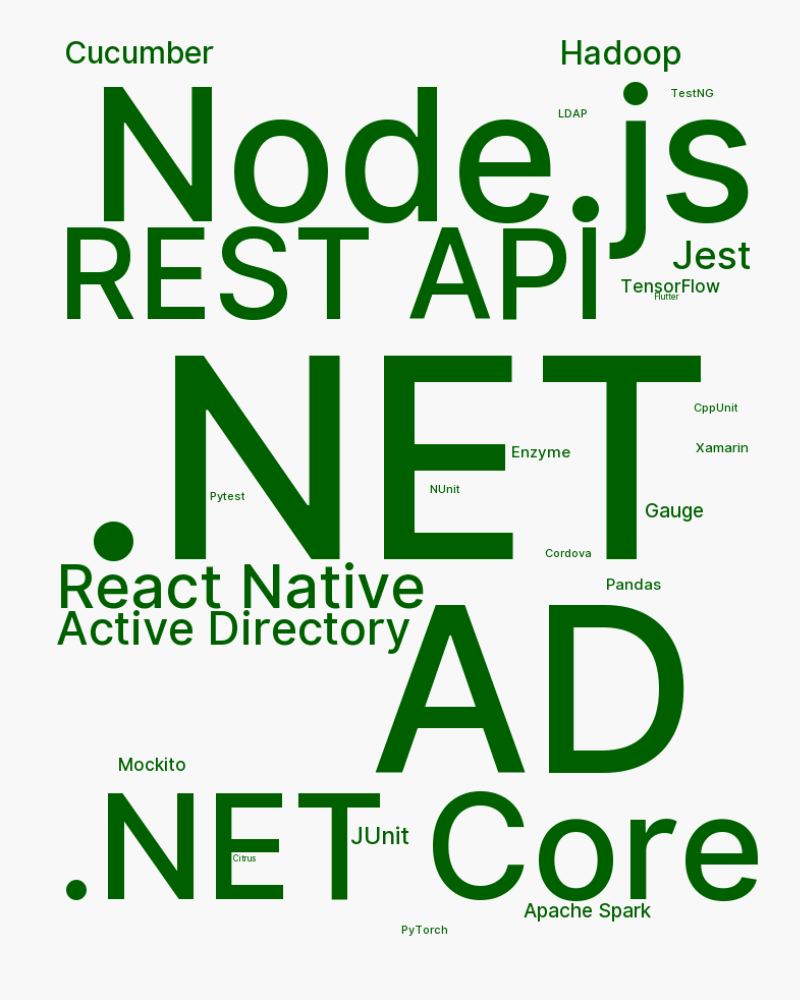 Cucumber
Hadoop
TestNG
LDAP
Node.js
REST APi
Jest
TensorFlow
Flutter
.NET
CppUnit
Xamarin
Enzyme
NUnit
Pytest
Gauge
Cordova
React Native
Pandas
Active Directory
AD
Mockito
.NET Core
JUnit
Citrus
Apache Spark
PyTorch